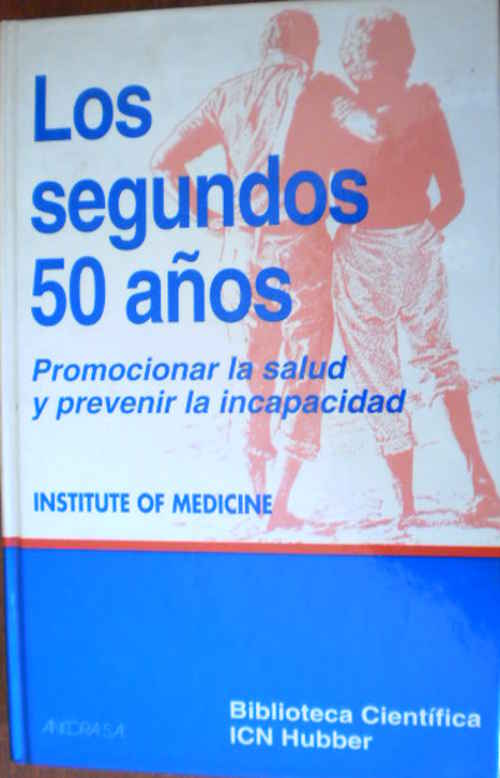 Los
segundos
50 años
Promocionar la salud
y prevenir la incapacidad
INSTITUTE OF MEDICINE
Biblioteca Científica
ICN Hubber
ANCORA S.A.